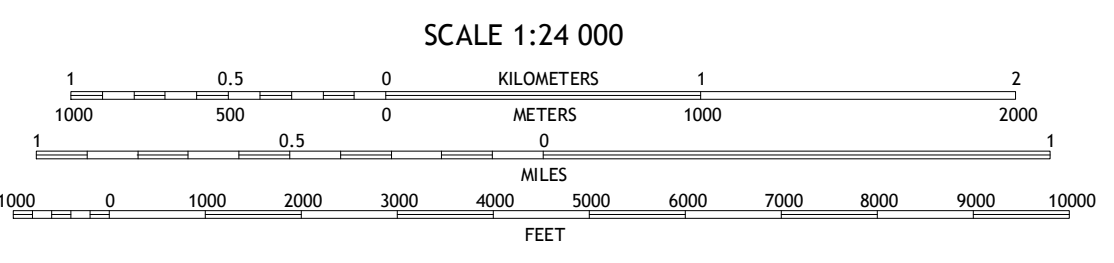 SCALE 1:24 000
1 0.5 0 KILOMETERS 1 2
1000 500 0 METERS 1000 2000
1 0.5 0 1
MILES
1000 0 1000 2000 3000 4000 5000 6000 7000 8000 9000 10000
FEET